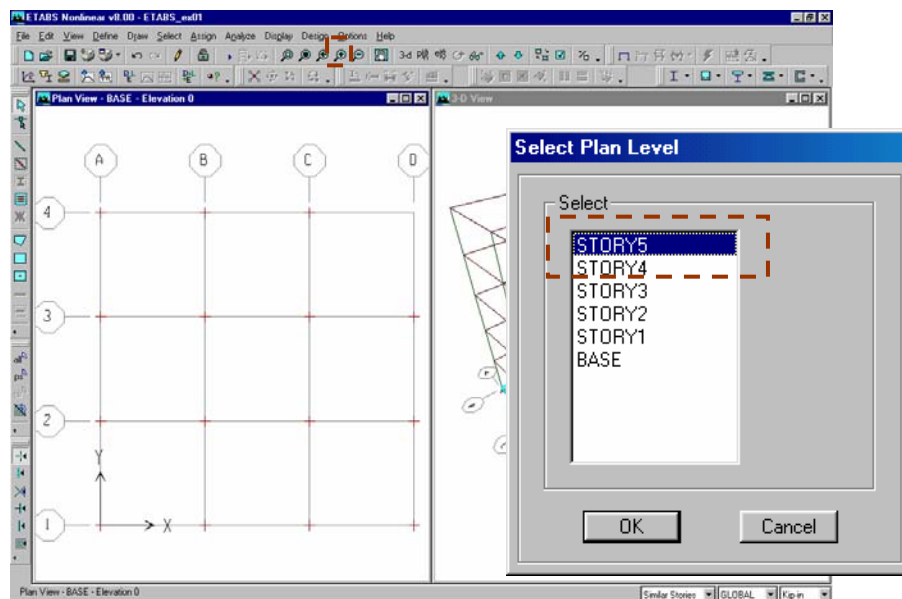 ETABS Nonlinear v8.00 - ETABS_ex01
File Edit View Define Draw Select Assign Analyze Display Design Options Help
3-d
Plan View - BASE - Elevation 0
3-D View
A B C D
4
3
2
1
Y
X
Select Plan Level
Select
STORY5
STORY4
STORY3
STORY2
STORY1
BASE
OK Cancel
all
Plan View - BASE - Elevation 0
Similar Stories GLOBAL Kip-in